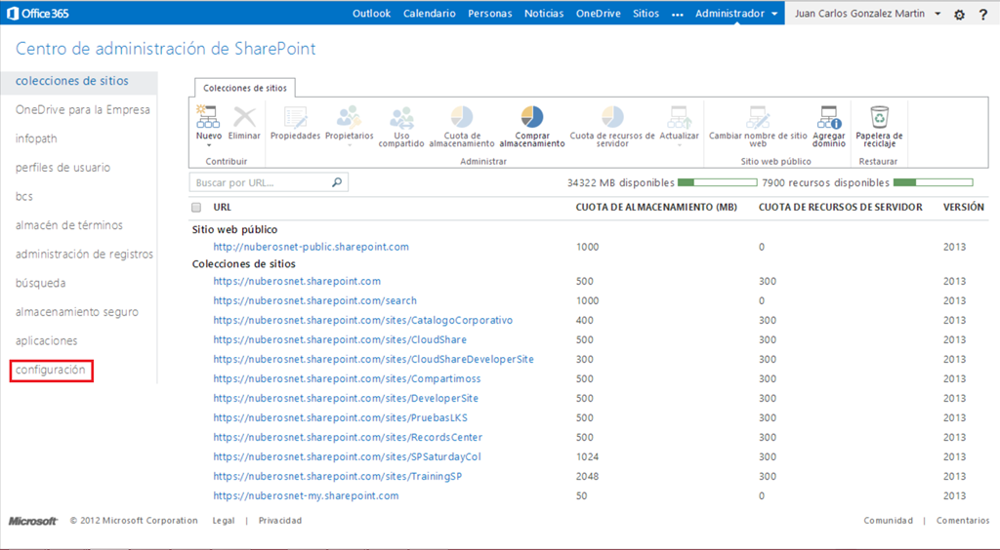 Office 365
Outlook Calendario Personas Noticias OneDrive Sitios ••• Administrador Juan Carlos Gonzalez Martin ?
Centro de administración de SharePoint
colecciones de sitios
OneDrive para la Empresa
infopath
perfiles de usuario
bcs
almacén de términos
administración de registros
búsqueda
almacenamiento seguro
aplicaciones
configuración
Colecciones de sitios
Nuevo
Eliminar
Contribuir
Propiedades
Propietarios
Uso
compartido
Cuota de
almacenamiento
Comprar
almacenamiento
Cuota de recursos de
servidor
Actualizar
Administrar
Cambiar nombre de sitio
web
Agregar
dominio
Sitio web público
Papelera de
reciclaje
Restaurar
Buscar por URL...
34322 MB disponibles
7900 recursos disponibles
URL CUOTA DE ALMACENAMIENTO (MB) CUOTA DE RECURSOS DE SERVIDOR VERSIÓN
Sitio web público
http://nuberosnet-public.sharepoint.com 1000 0 2013
Colecciones de sitios
https://nuberosnet.sharepoint.com 500 300 2013
https://nuberosnet.sharepoint.com/search 1000 0 2013
https://nuberosnet.sharepoint.com/sites/CatalogoCorporativo 400 300 2013
https://nuberosnet.sharepoint.com/sites/CloudShare 500 300 2013
https://nuberosnet.sharepoint.com/sites/CloudShareDeveloperSite 300 300 2013
https://nuberosnet.sharepoint.com/sites/Compartimoss 500 300 2013
https://nuberosnet.sharepoint.com/sites/DeveloperSite 500 300 2013
https://nuberosnet.sharepoint.com/sites/PruebasLKS 500 300 2013
https://nuberosnet.sharepoint.com/sites/RecordsCenter 500 300 2013
https://nuberosnet.sharepoint.com/sites/SPSaturdayCol 1024 300 2013
https://nuberosnet.sharepoint.com/sites/TrainingSP 2048 300 2013
https://nuberosnet-my.sharepoint.com 50 0 2013
Microsoft © 2012 Microsoft Corporation Legal | Privacidad Comunidad | Comentarios